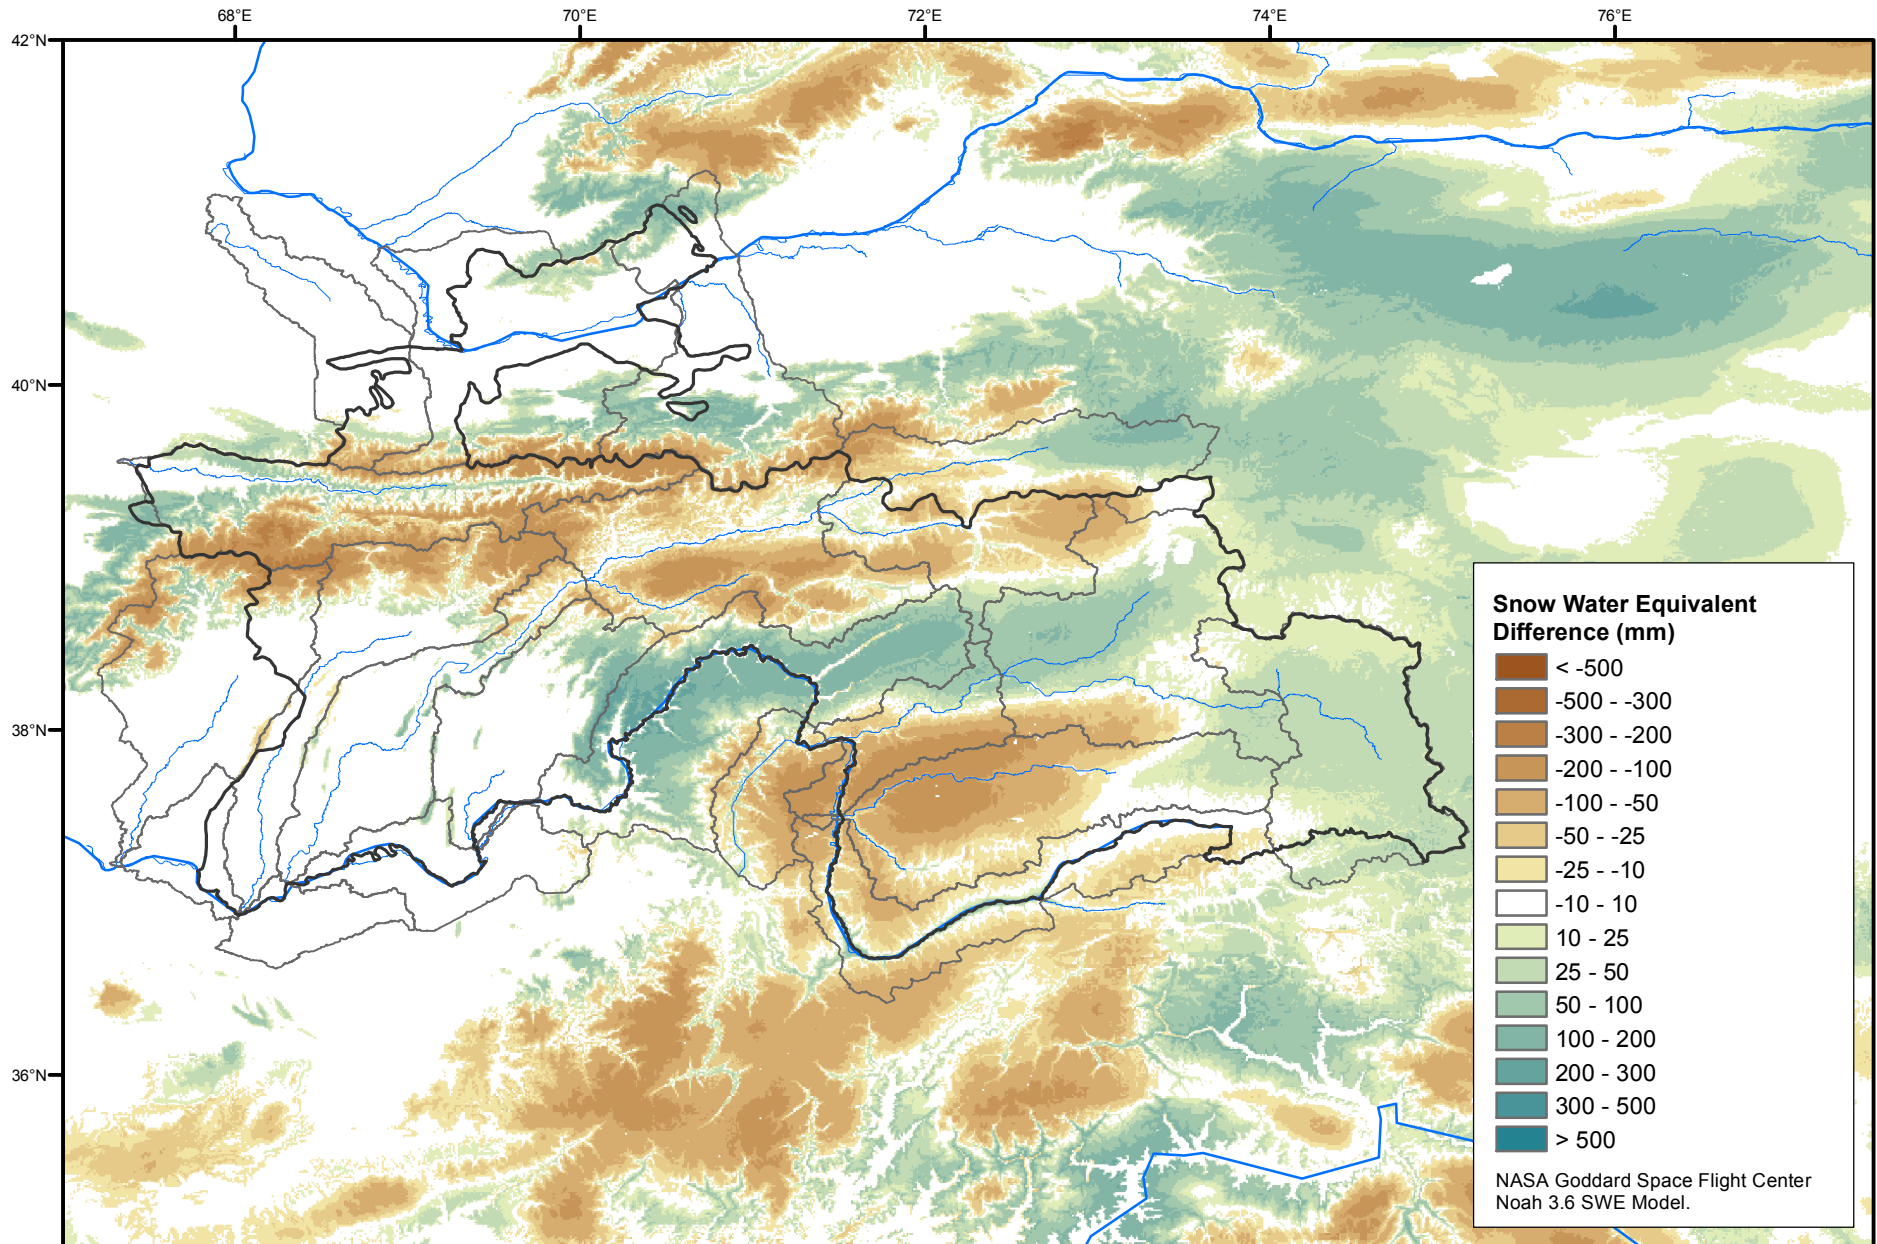 68°E 70°E 72°E 74°E 76°E
42°N
40°N
38°N
36°N
Snow Water Equivalent
Difference (mm)
< -500
-500 - -300
-300 - -200
-200 - -100
-100 - -50
-50 - -25
-25 - -10
-10 - 10
10 - 25
25 - 50
50 - 100
100 - 200
200 - 300
300 - 500
> 500
NASA Goddard Space Flight Center
Noah 3.6 SWE Model.